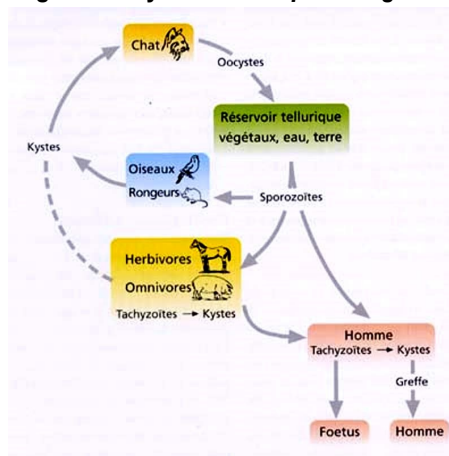 Chat
Oocystes
Réservoir tellurique
végétaux, eau, terre
Kystes
Oiseaux
Rongeurs
Sporozoïtes
Herbivores
Omnivores
Tachyzoïtes → Kystes
Homme
Tachyzoïtes → Kystes
Greffe
Foetus
Homme